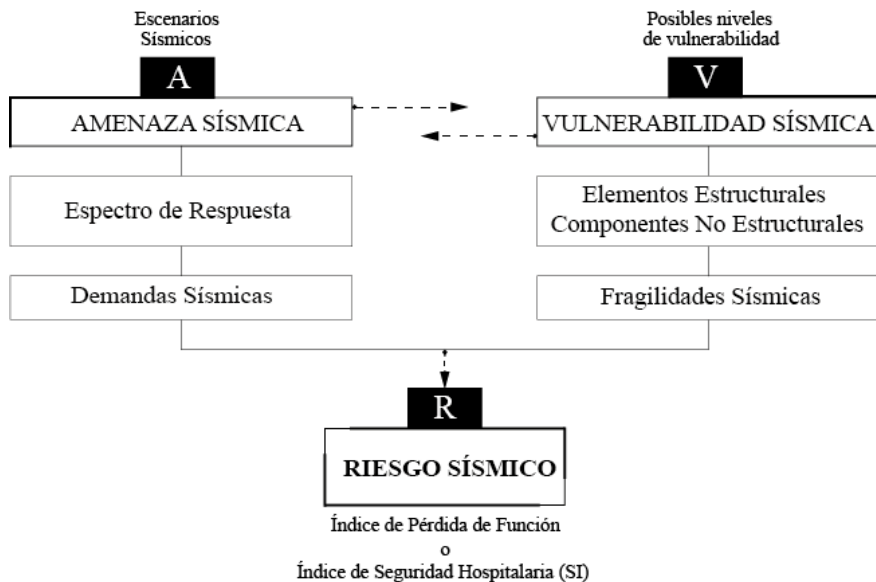 Escenarios
Sísmicos
A
AMENAZA SÍSMICA
Espectro de Respuesta
Demandas Sísmicas
Posibles niveles
de vulnerabilidad
V
VULNERABILIDAD SÍSMICA
Elementos Estructurales
Componentes No Estructurales
Fragilidades Sísmicas
R
RIESGO SÍSMICO
Índice de Pérdida de Función
o
Índice de Seguridad Hospitalaria (SI)